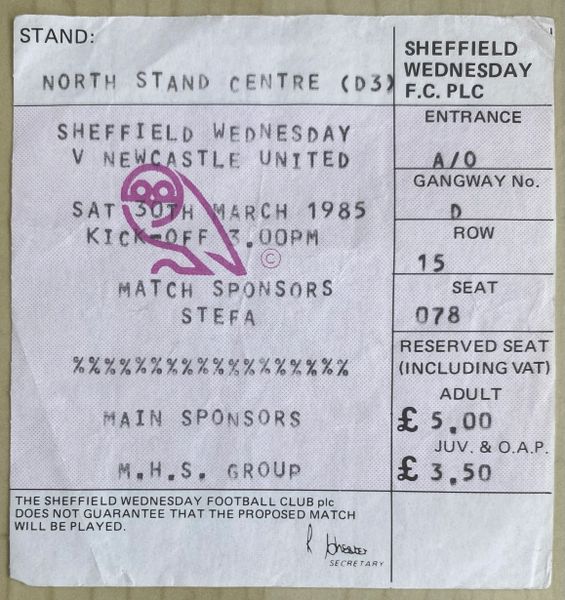 STAND:
NORTH STAND CENTRE (D3)
SHEFFIELD WEDNESDAY
V NEWCASTLE UNITED
SAT 30TH MARCH 1985
KICK-OFF 3.00PM
©
MATCH SPONSORS
STEFA
%%%%%%%%%%%%%%%%%%
MAIN SPONSORS
M.H.S. GROUP
THE SHEFFIELD WEDNESDAY FOOTBALL CLUB plc
DOES NOT GUARANTEE THAT THE PROPOSED MATCH
WILL BE PLAYED.
SECRETARY
SHEFFIELD
WEDNESDAY
F.C. PLC
ENTRANCE
A/O
GANGWAY No.
D
ROW
15
SEAT
078
RESERVED SEAT
(INCLUDING VAT)
ADULT
£ 5.00
JUV. & O.A.P.
£ 3.50